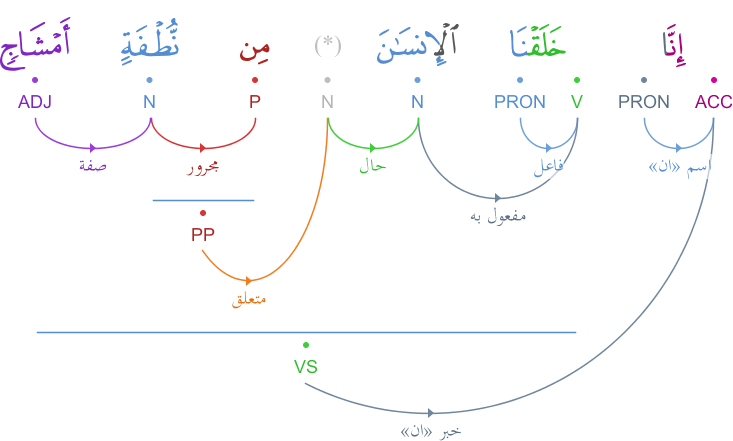 إِنَّا خَلَقْنَا ٱلْإِنسَـٰنَ (*) مِن نُّطْفَةٍ أَمْشَاجٍ
ACC PRON V PRON N N P N ADJ
اسم «ان» فاعل حال مجرور صفة
مفعول به
PP
متعلق
VS
خبر «ان»